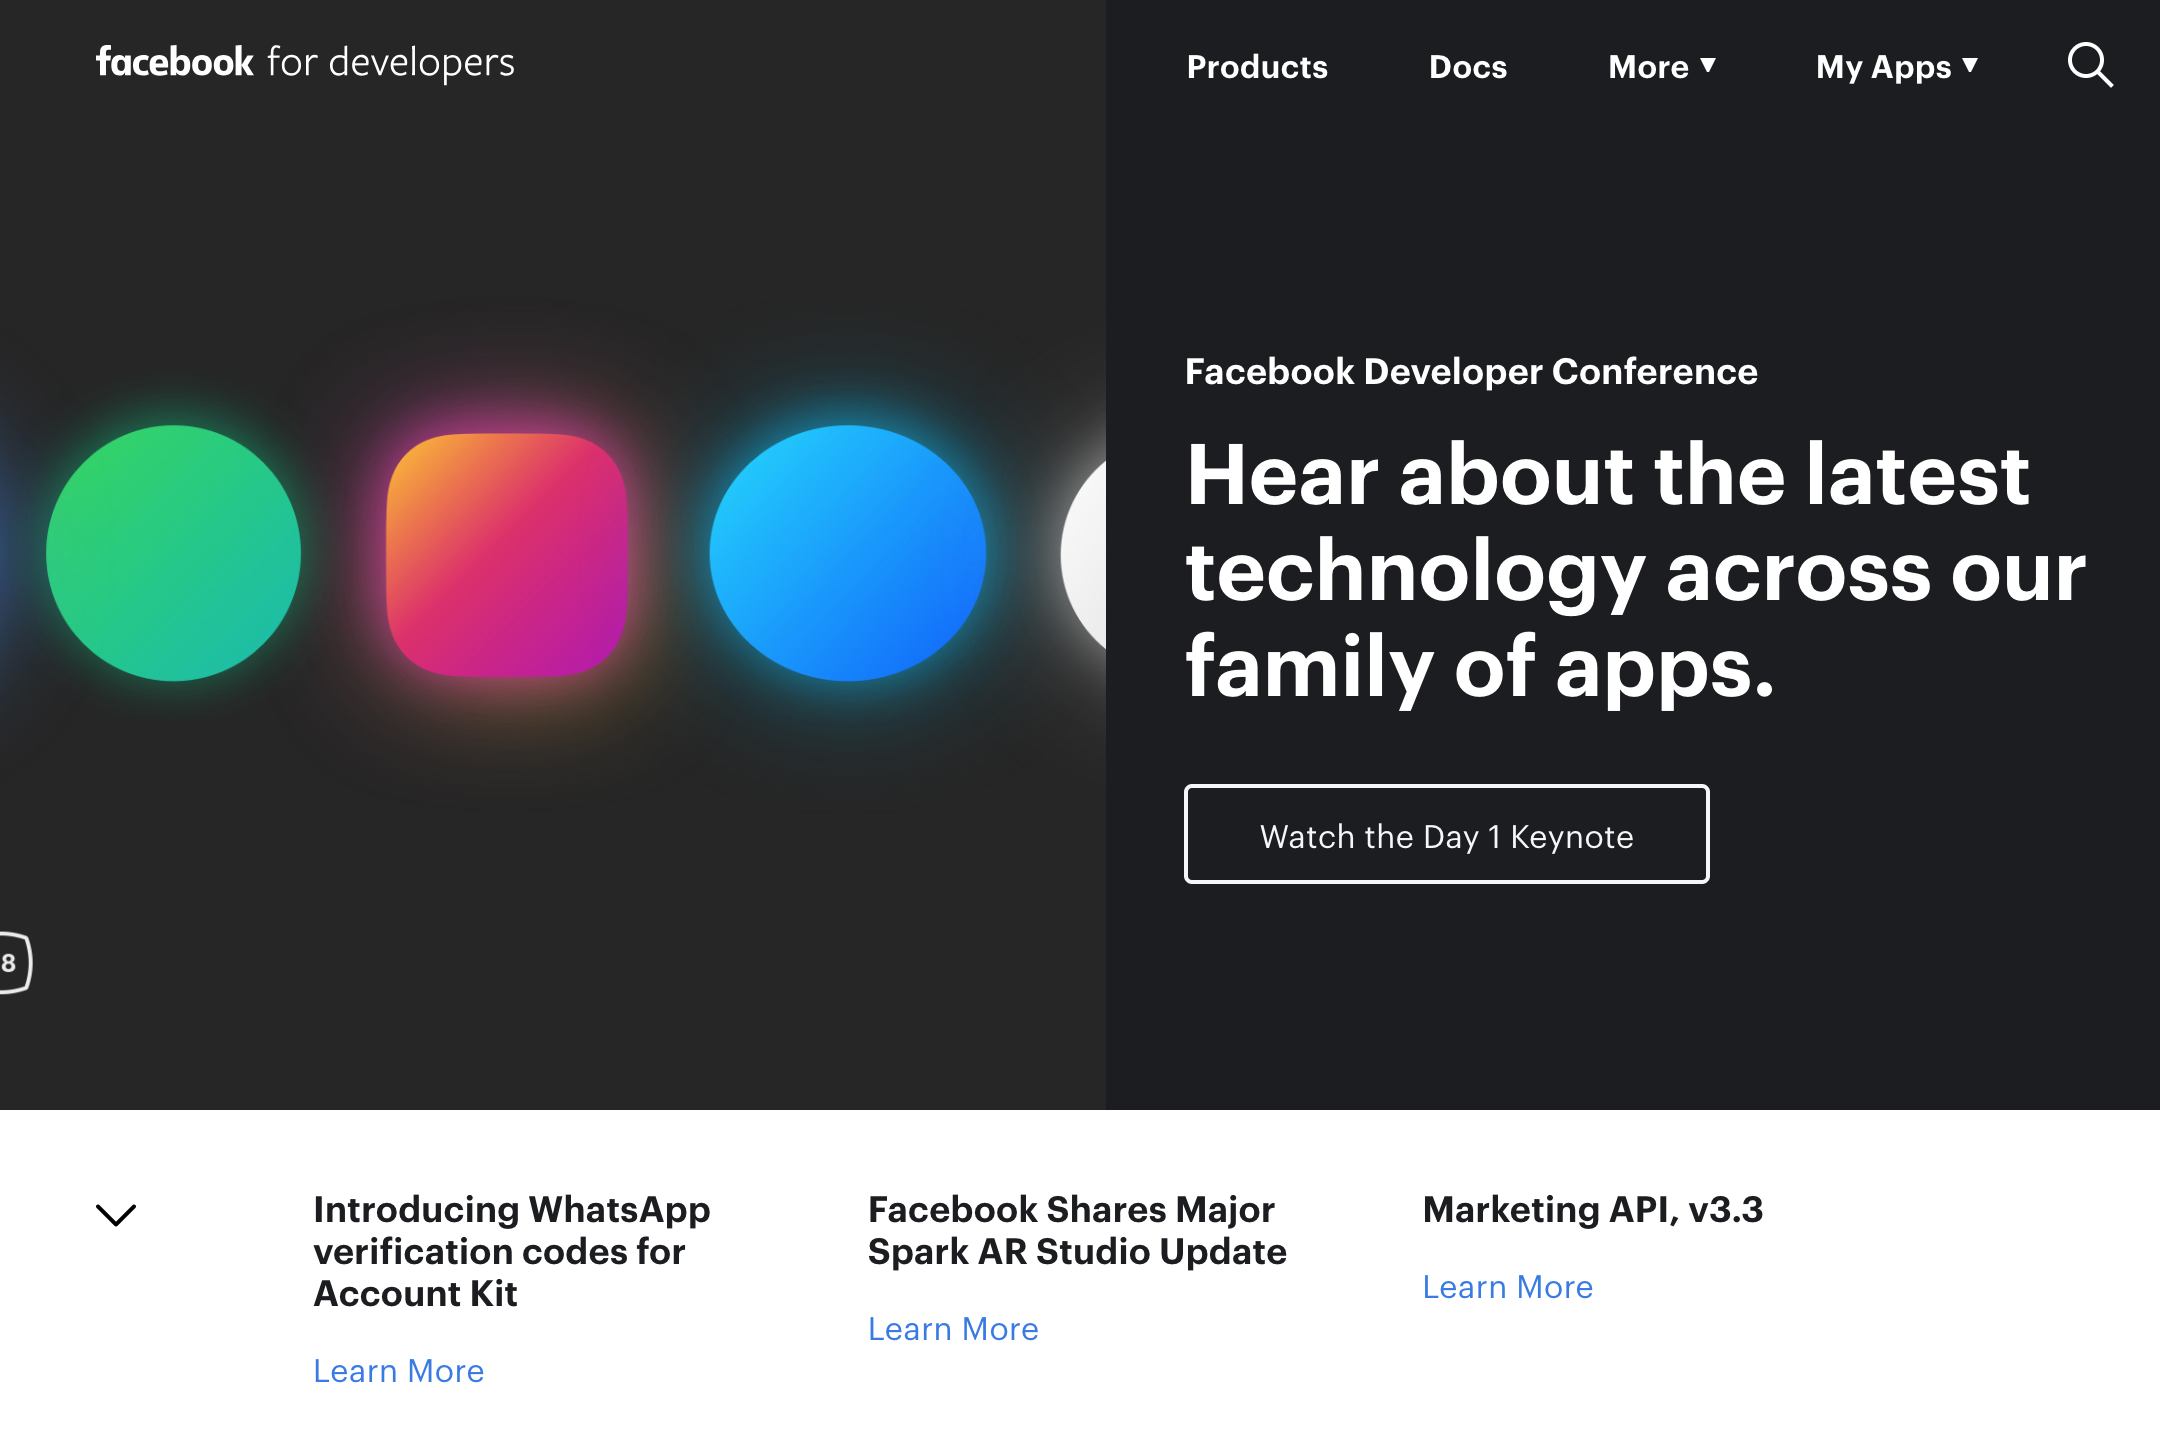 facebook for developers
Products Docs More My Apps
Facebook Developer Conference
Hear about the latest
technology across our
family of apps.
Watch the Day 1 Keynote
8
Introducing WhatsApp
verification codes for
Account Kit
Learn More
Facebook Shares Major
Spark AR Studio Update
Learn More
Marketing API, v3.3
Learn More